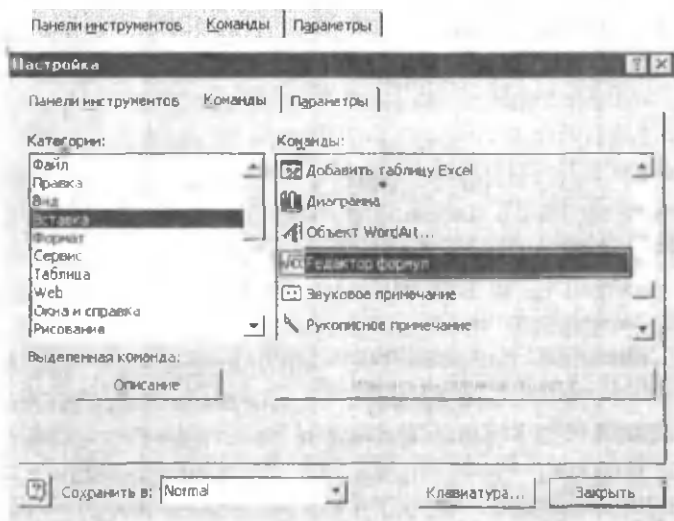 Панели инструментов Команды Параметры
Настройка
Панели инструментов Команды Параметры
Категории:
Файл
Правка
Вид
Вставка
Формат
Сервис
Таблица
Web
Окна и справка
Рисование
Команды:
Добавить таблицу Excel
Диаграмма
Объект WordArt...
Редактор формул
Звуковое примечание
Рукописное примечание
Выделенная команда:
Описание
Сохранить в: Normal
Клавиатура... Закрыть